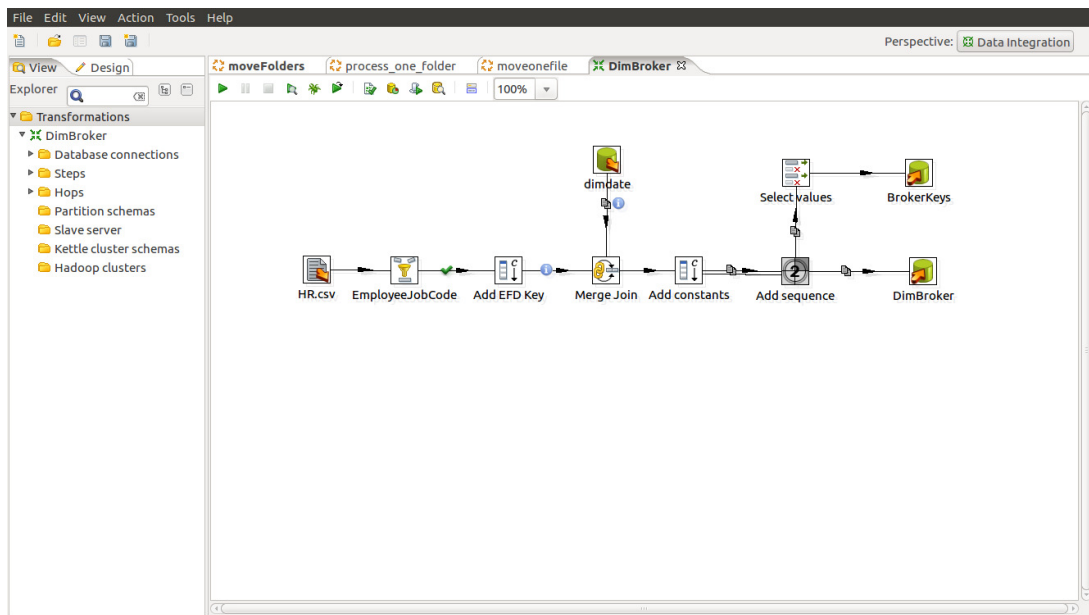 File Edit View Action Tools Help
Perspective: Data Integration
View Design
moveFolders process_one_folder moveonefile DimBroker
Explorer
100%
Transformations
DimBroker
Database connections
Steps
Hops
Partition schemas
Slave server
Kettle cluster schemas
Hadoop clusters
dimdate
Select values BrokerKeys
C C 2
HR.csv EmployeeJobCode Add EFD Key Merge Join Add constants Add sequence DimBroker